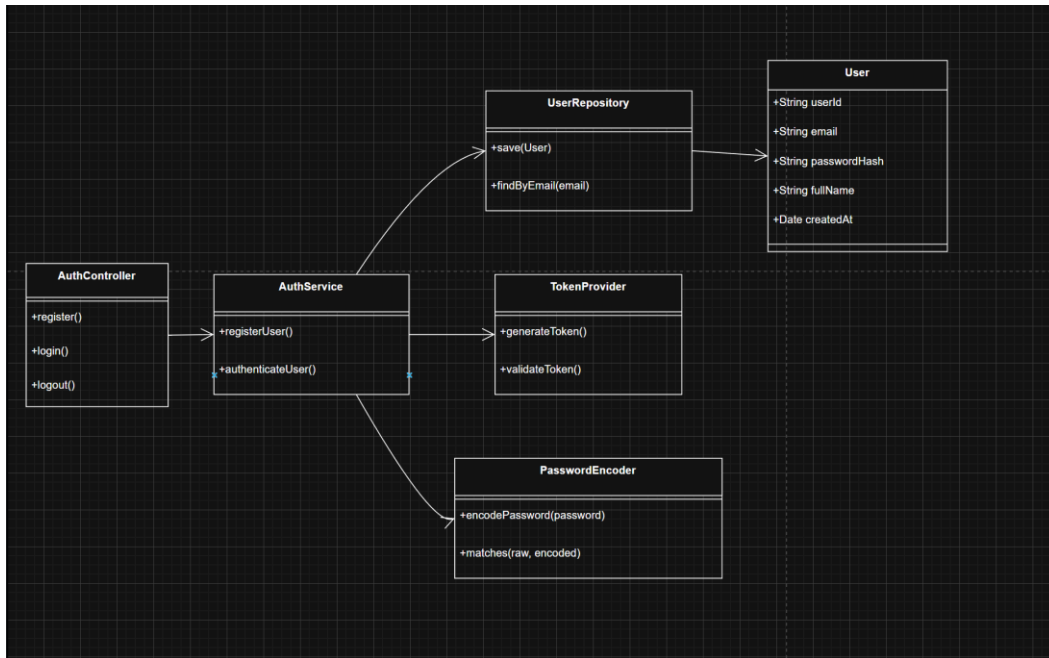 User
+String userId
+String email
+String passwordHash
+String fullName
+Date createdAt
UserRepository
+save(User)
+findByEmail(email)
AuthController
+register()
+login()
+logout()
AuthService
+registerUser()
+authenticateUser()
TokenProvider
+generateToken()
+validateToken()
PasswordEncoder
+encodePassword(password)
+matches(raw, encoded)